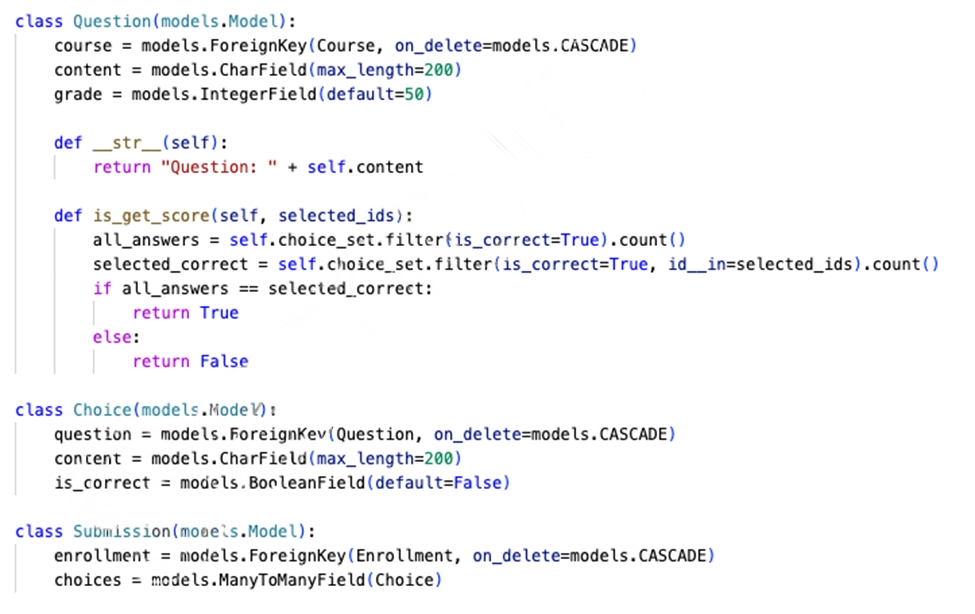 class Question(models.Model):
    course = models.ForeignKey(Course, on_delete=models.CASCADE)
    content = models.CharField(max_length=200)
    grade = models.IntegerField(default=50)
    def __str__(self):
        return "Question: " + self.content
    def is_get_score(self, selected_ids):
        all_answers = self.choice_set.filter(is_correct=True).count()
        selected_correct = self.choice_set.filter(is_correct=True, id__in=selected_ids).count()
        if all_answers == selected_correct:
            return True
        else:
            return False
class Choice(models.Model):
    question = models.ForeignKey(Question, on_delete=models.CASCADE)
    content = models.CharField(max_length=200)
    is_correct = models.BooleanField(default=False)
class Submission(models.Model):
    enrollment = models.ForeignKey(Enrollment, on_delete=models.CASCADE)
    choices = models.ManyToManyField(Choice)